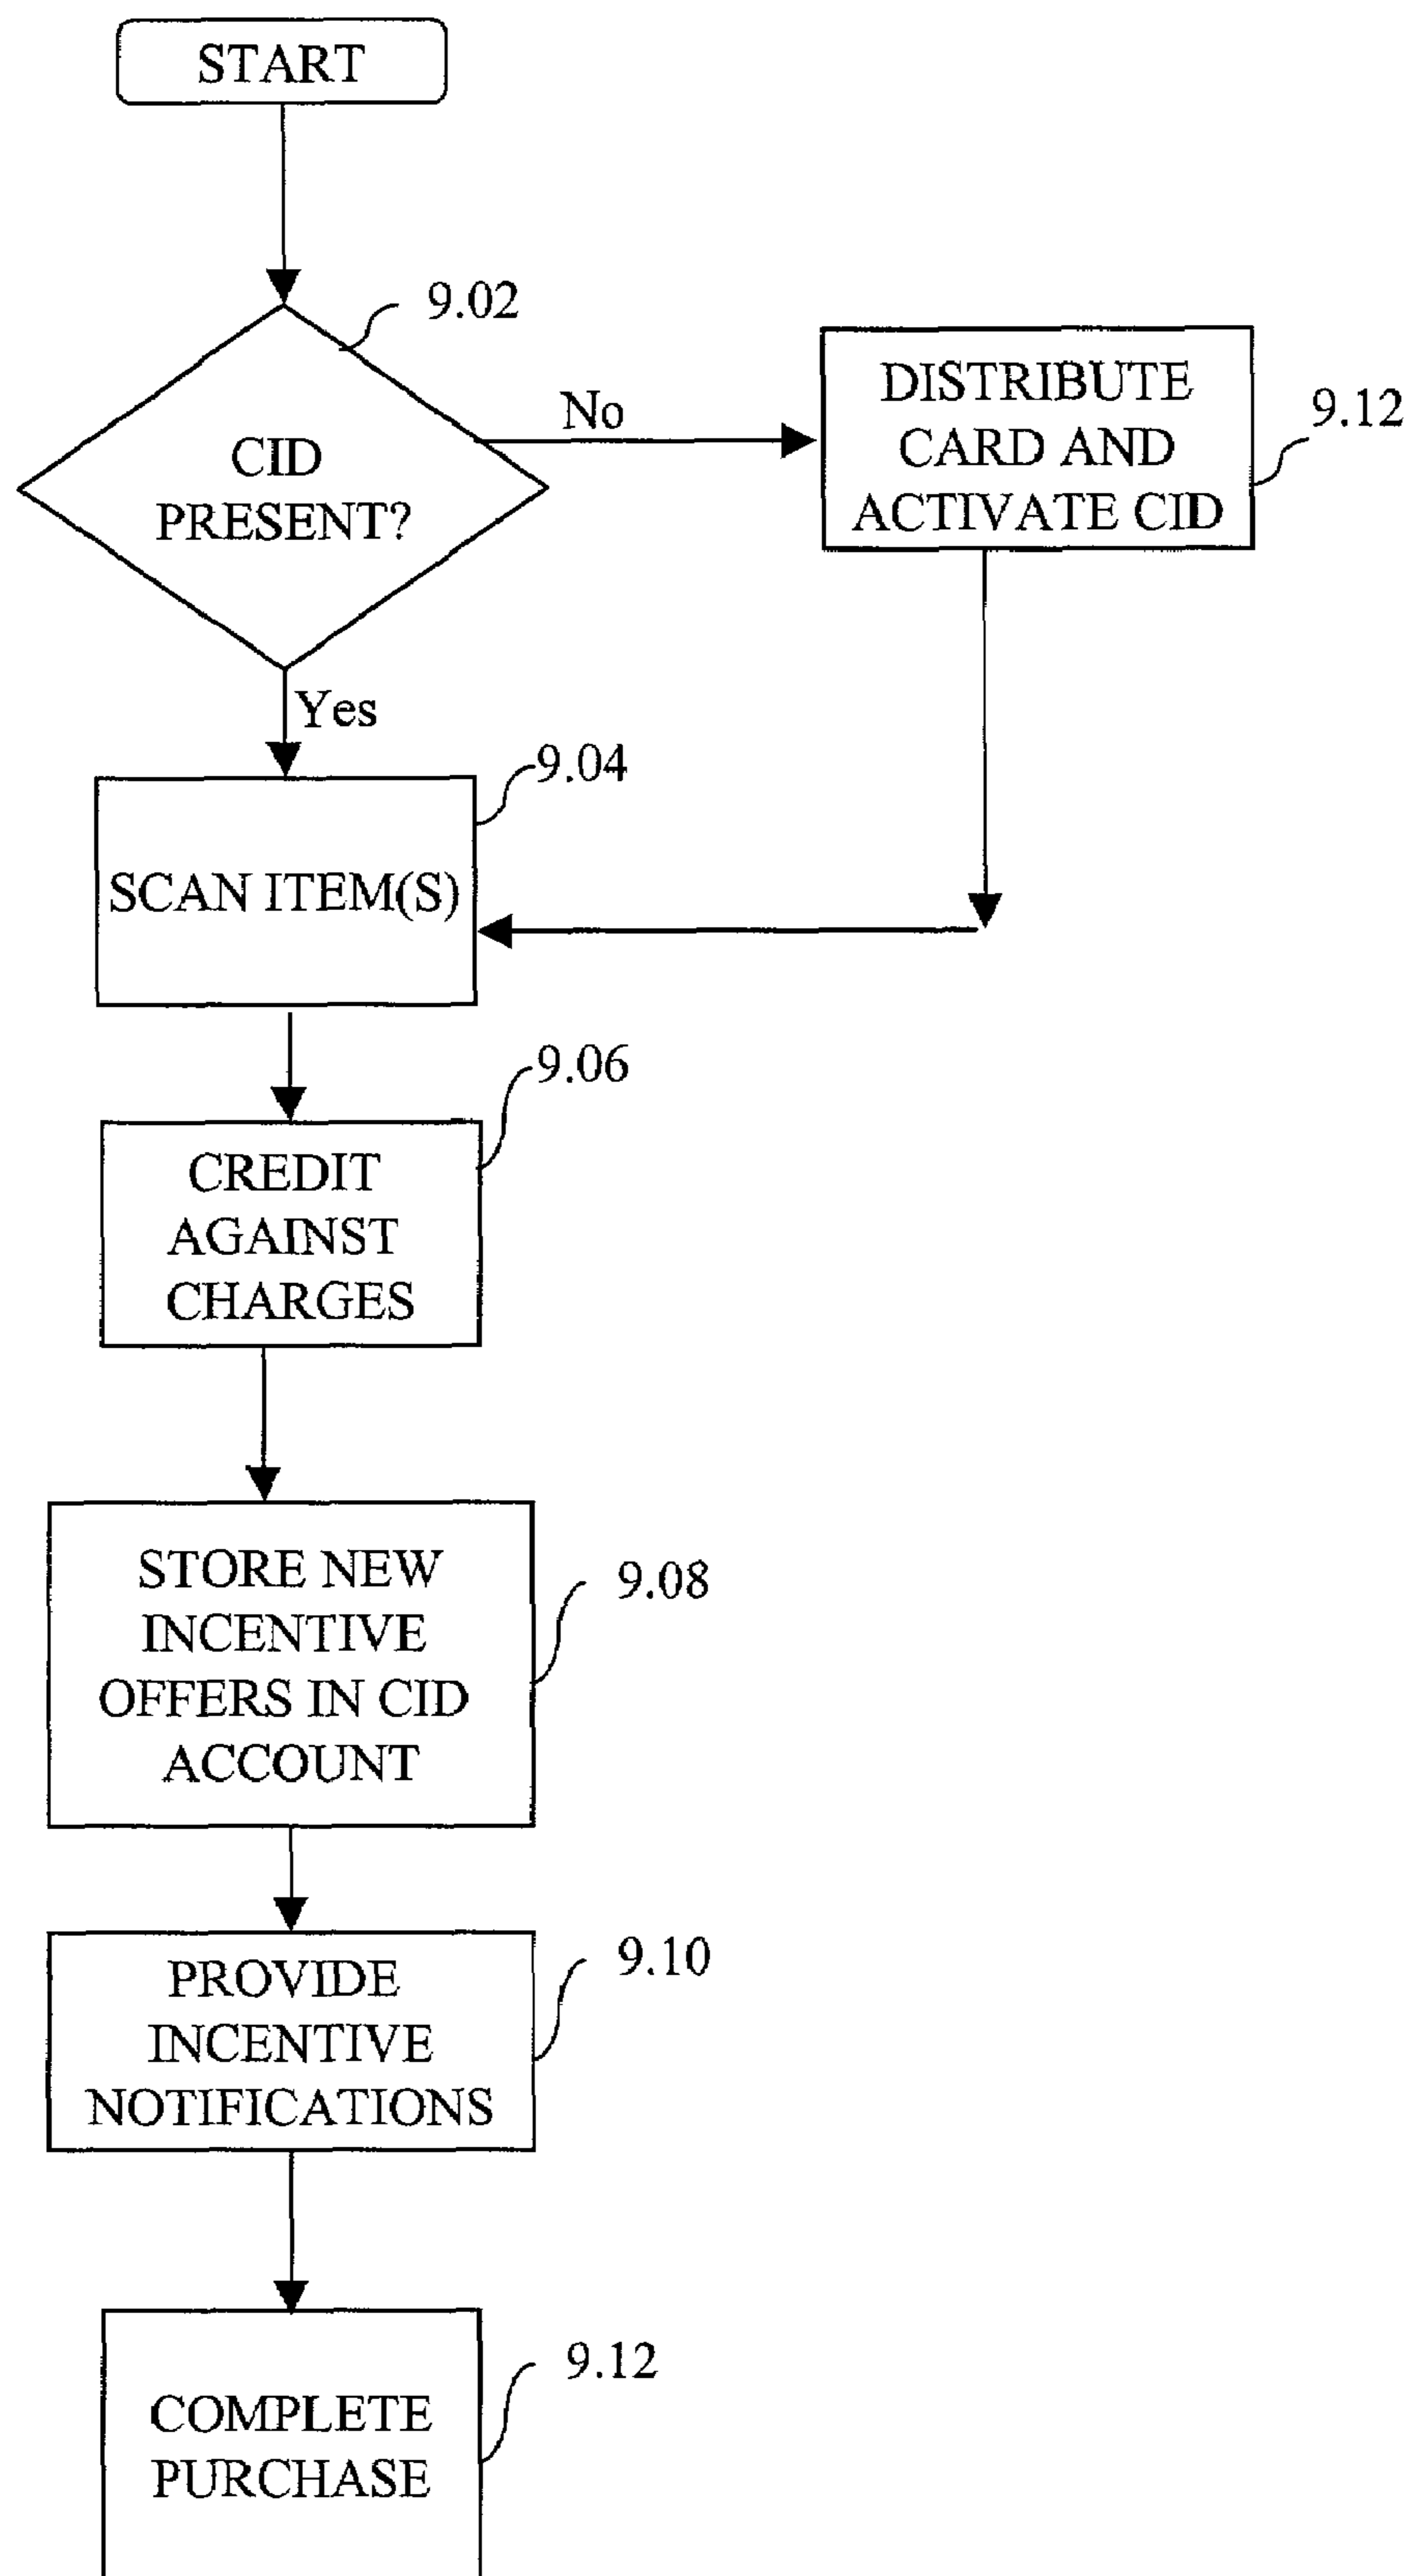 START
9.02
CID
PRESENT?
No
DISTRIBUTE
CARD AND
ACTIVATE CID
9.12
Yes
9.04
SCAN ITEM(S)
9.06
CREDIT
AGAINST
CHARGES
STORE NEW
INCENTIVE
OFFERS IN CID
ACCOUNT
9.08
PROVIDE
INCENTIVE
NOTIFICATIONS
9.10
COMPLETE
PURCHASE
9.12